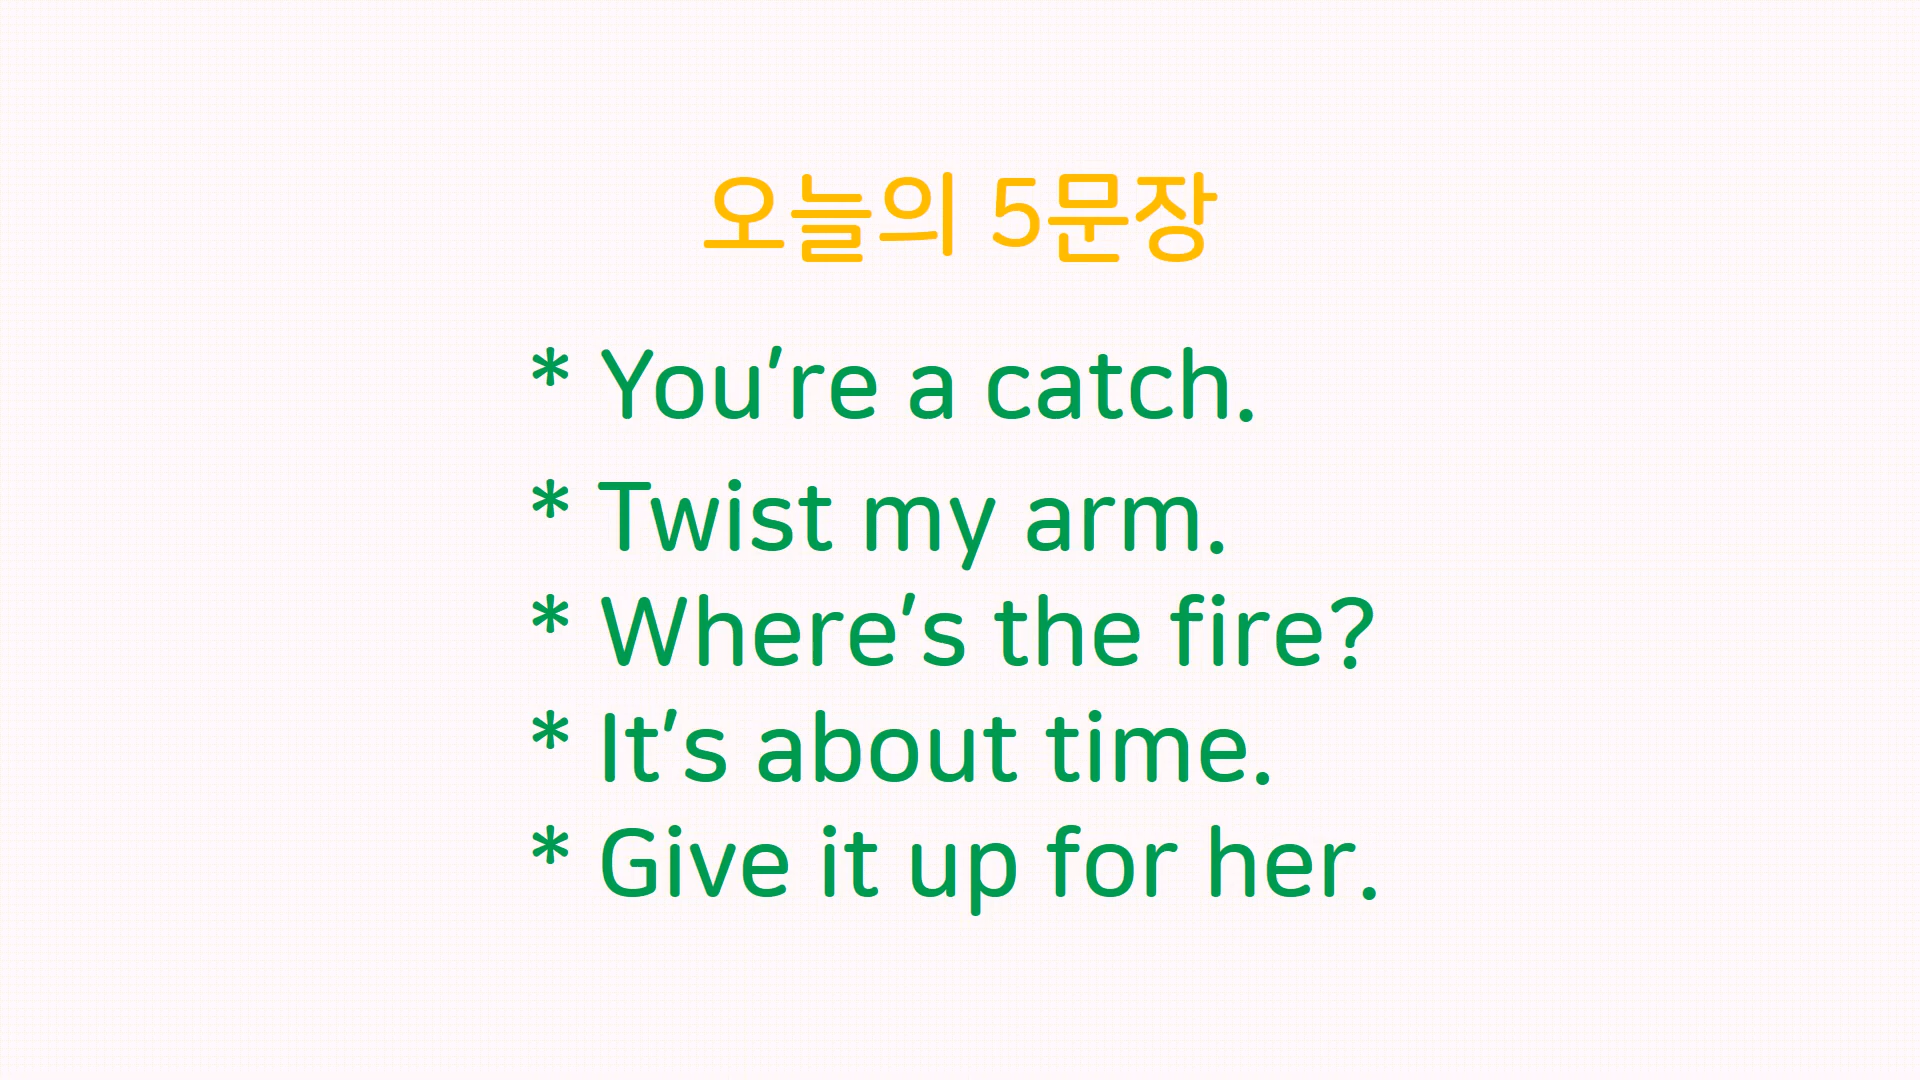 오늘의 5문장
* You're a catch.
* Twist my arm.
* Where's the fire?
* It's about time.
* Give it up for her.